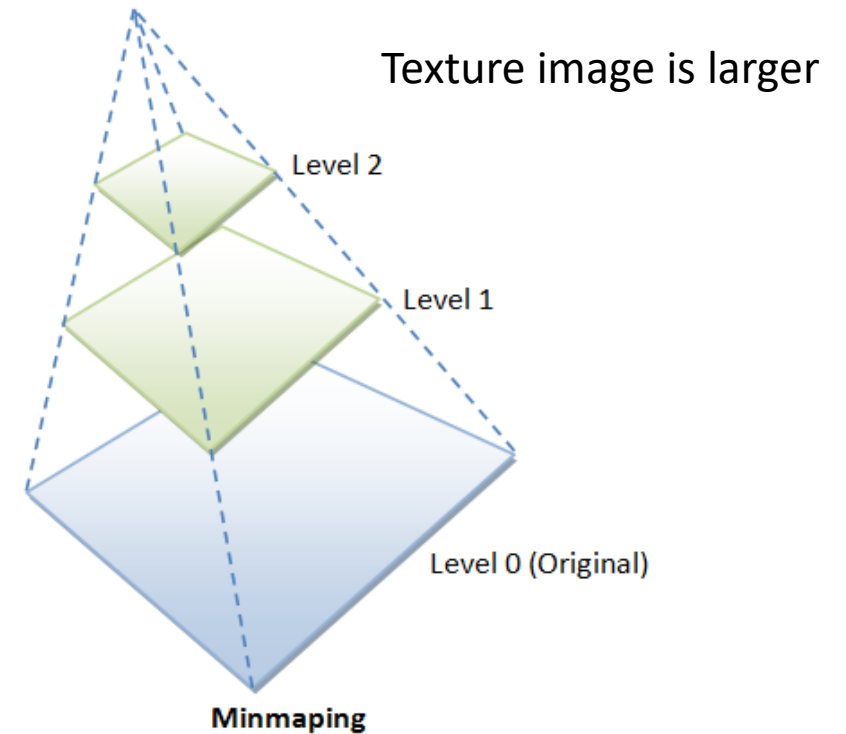 Texture image is larger
Level 2
Level 1
Level 0 (Original)
Minmaping